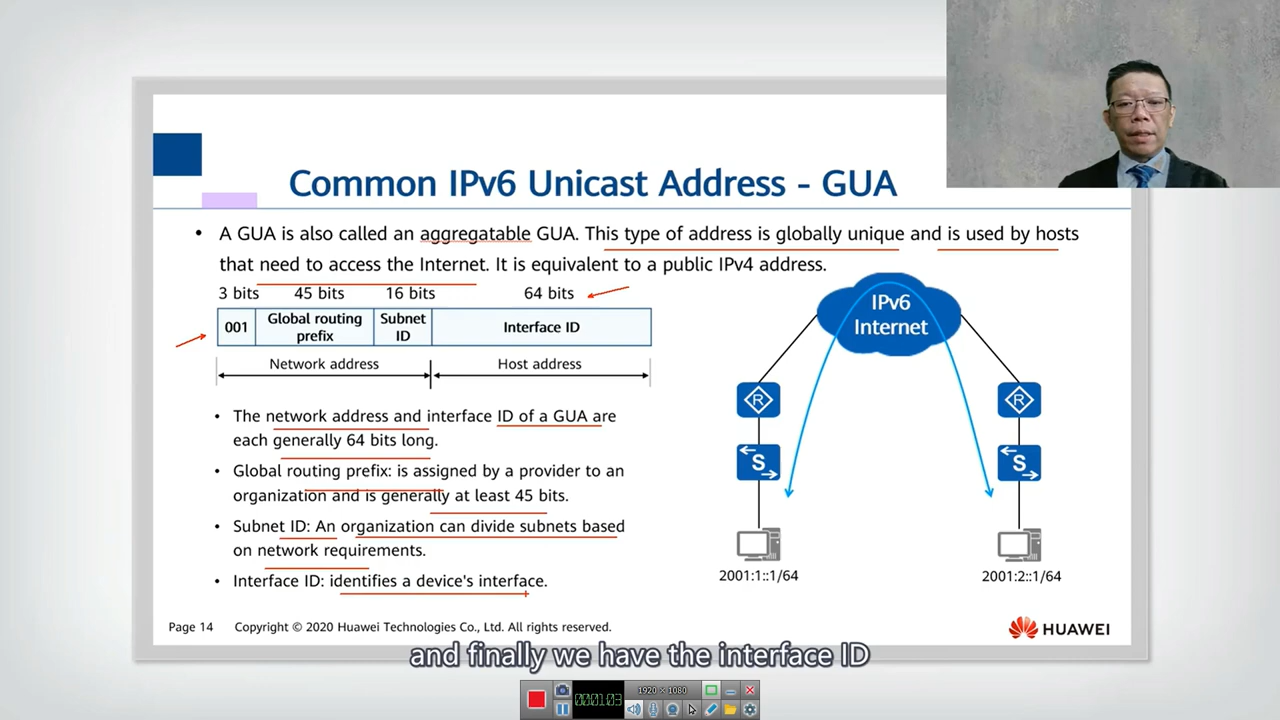 Common IPv6 Unicast Address - GUA
• A GUA is also called an aggregatable GUA. This type of address is globally unique and is used by hosts
that need to access the Internet. It is equivalent to a public IPv4 address.
3 bits 45 bits 16 bits 64 bits
001 Global routing prefix Subnet ID Interface ID
Network address Host address
• The network address and interface ID of a GUA are
each generally 64 bits long.
• Global routing prefix: is assigned by a provider to an
organization and is generally at least 45 bits.
• Subnet ID: An organization can divide subnets based
on network requirements.
• Interface ID: identifies a device's interface.
IPv6
Internet
R R
S S
2001:1::1/64 2001:2::1/64
Page 14 Copyright © 2020 Huawei Technologies Co., Ltd. All rights reserved.
HUAWEI
and finally we have the interface ID
000:01:03
1920 × 1080